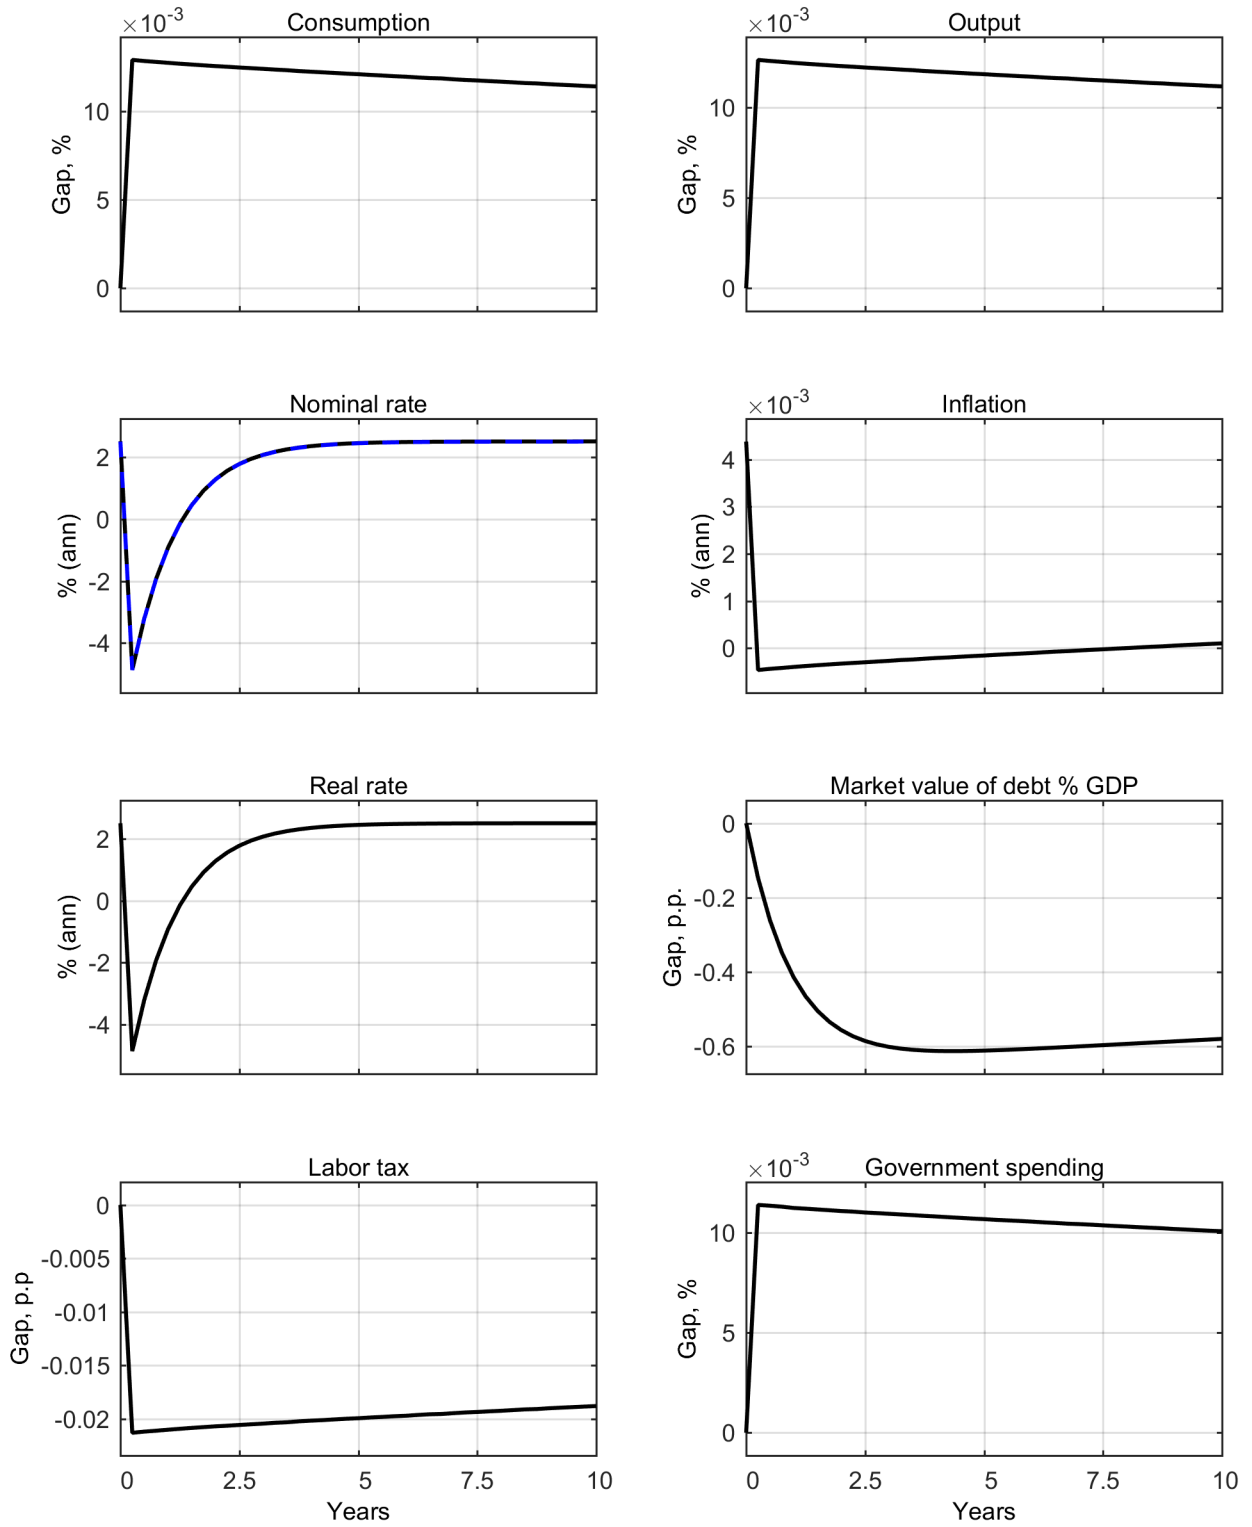 ×10-3 Consumption
10
5
0
Gap, %
×10-3 Output
10
5
0
Gap, %
Nominal rate
2
0
-2
-4
% (ann)
×10-3 Inflation
4
3
2
1
0
% (ann)
Real rate
2
0
-2
-4
% (ann)
Market value of debt % GDP
0
-0.2
-0.4
-0.6
Gap, p.p.
Labor tax
0
-0.005
-0.01
-0.015
-0.02
Gap, p.p
0 2.5 5 7.5 10
Years
×10-3 Government spending
10
5
0
Gap, %
0 2.5 5 7.5 10
Years